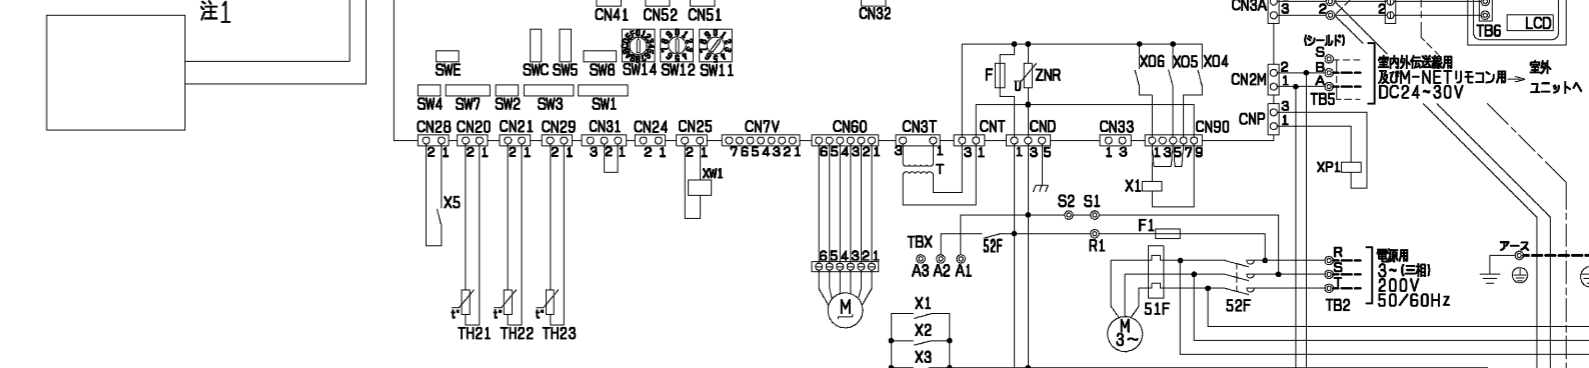 注1
CN41 CN52 CN51 CN32 CN3A 3 2 2 TB6 LCD
SWE SWC SW5 SW8 SW14 SW12 SW11 F U ZNR X06 X05 X04
(シールド) S B A TB5
CN2M 2 1
室内外伝送線用
及びM-NETリモコン用
DC24~30V
室外
ユニットへ
SW4 SW7 SW2 SW3 SW1
CN28 CN20 CN21 CN29 CN31 CN24 CN25 CN7V CN60 CN3T CNT CND CN33 CN90 CNP 3 1
2 1 2 1 2 1 2 1 3 2 1 2 1 2 1 7 6 5 4 3 2 1 6 5 4 3 2 1 3 1 3 1 1 3 5 1 3 1 3 5 7 9
XW1 T X1 XP1
X5 S2 S1
TBX 52F R1 F1
A3 A2 A1
6 5 4 3 2 1
R S T TB2
電源用
3~(三相)
200V
50/60Hz
アース
t° t° t° M 51F 52F
TH21 TH22 TH23
X1
M
3~
X2
X3